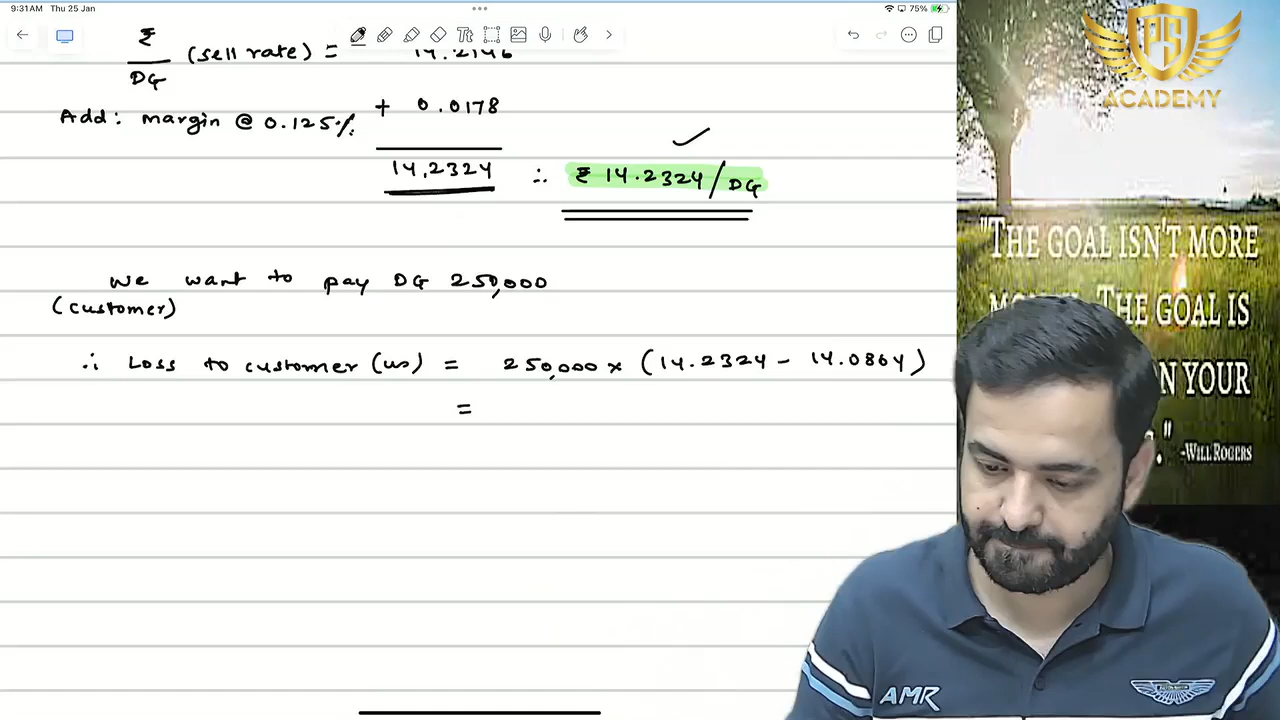 9:31AM Thu 25 Jan
75%
PS
ACADEMY
₹/DG (sell rate) = 14.2146
Add: margin @ 0.125% + 0.0178
14.2324 ∴ ₹ 14.2324/DG
We want to pay DG 250,000
(customer)
∴ Loss to customer (us) = 250,000 × (14.2324 - 14.0864)
=
"THE GOAL ISN'T MORE
THE GOAL IS
N YOUR
." -WILL ROGERS
AMR